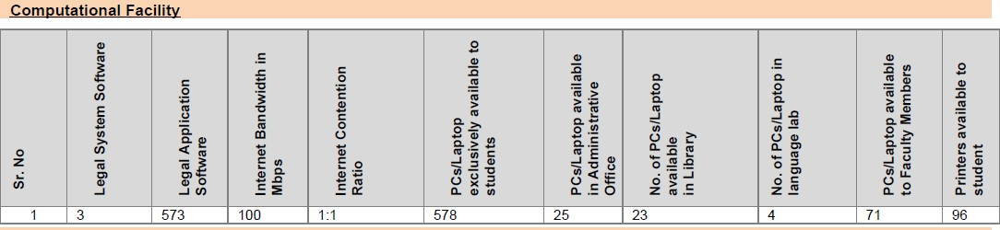 Computational Facility
Sr. No
Legal System Software
Legal Application
Software
Internet Bandwidth in
Mbps
Internet Contention
Ratio
PCs/Laptop
exclusively available to
students
PCs/Laptop available
in Administrative
Office
No. of PCs/Laptop
available
in Library
No. of PCs/Laptop in
language lab
PCs/Laptop available
to Faculty Members
Printers available to
student
1 3 573 100 1:1 578 25 23 4 71 96